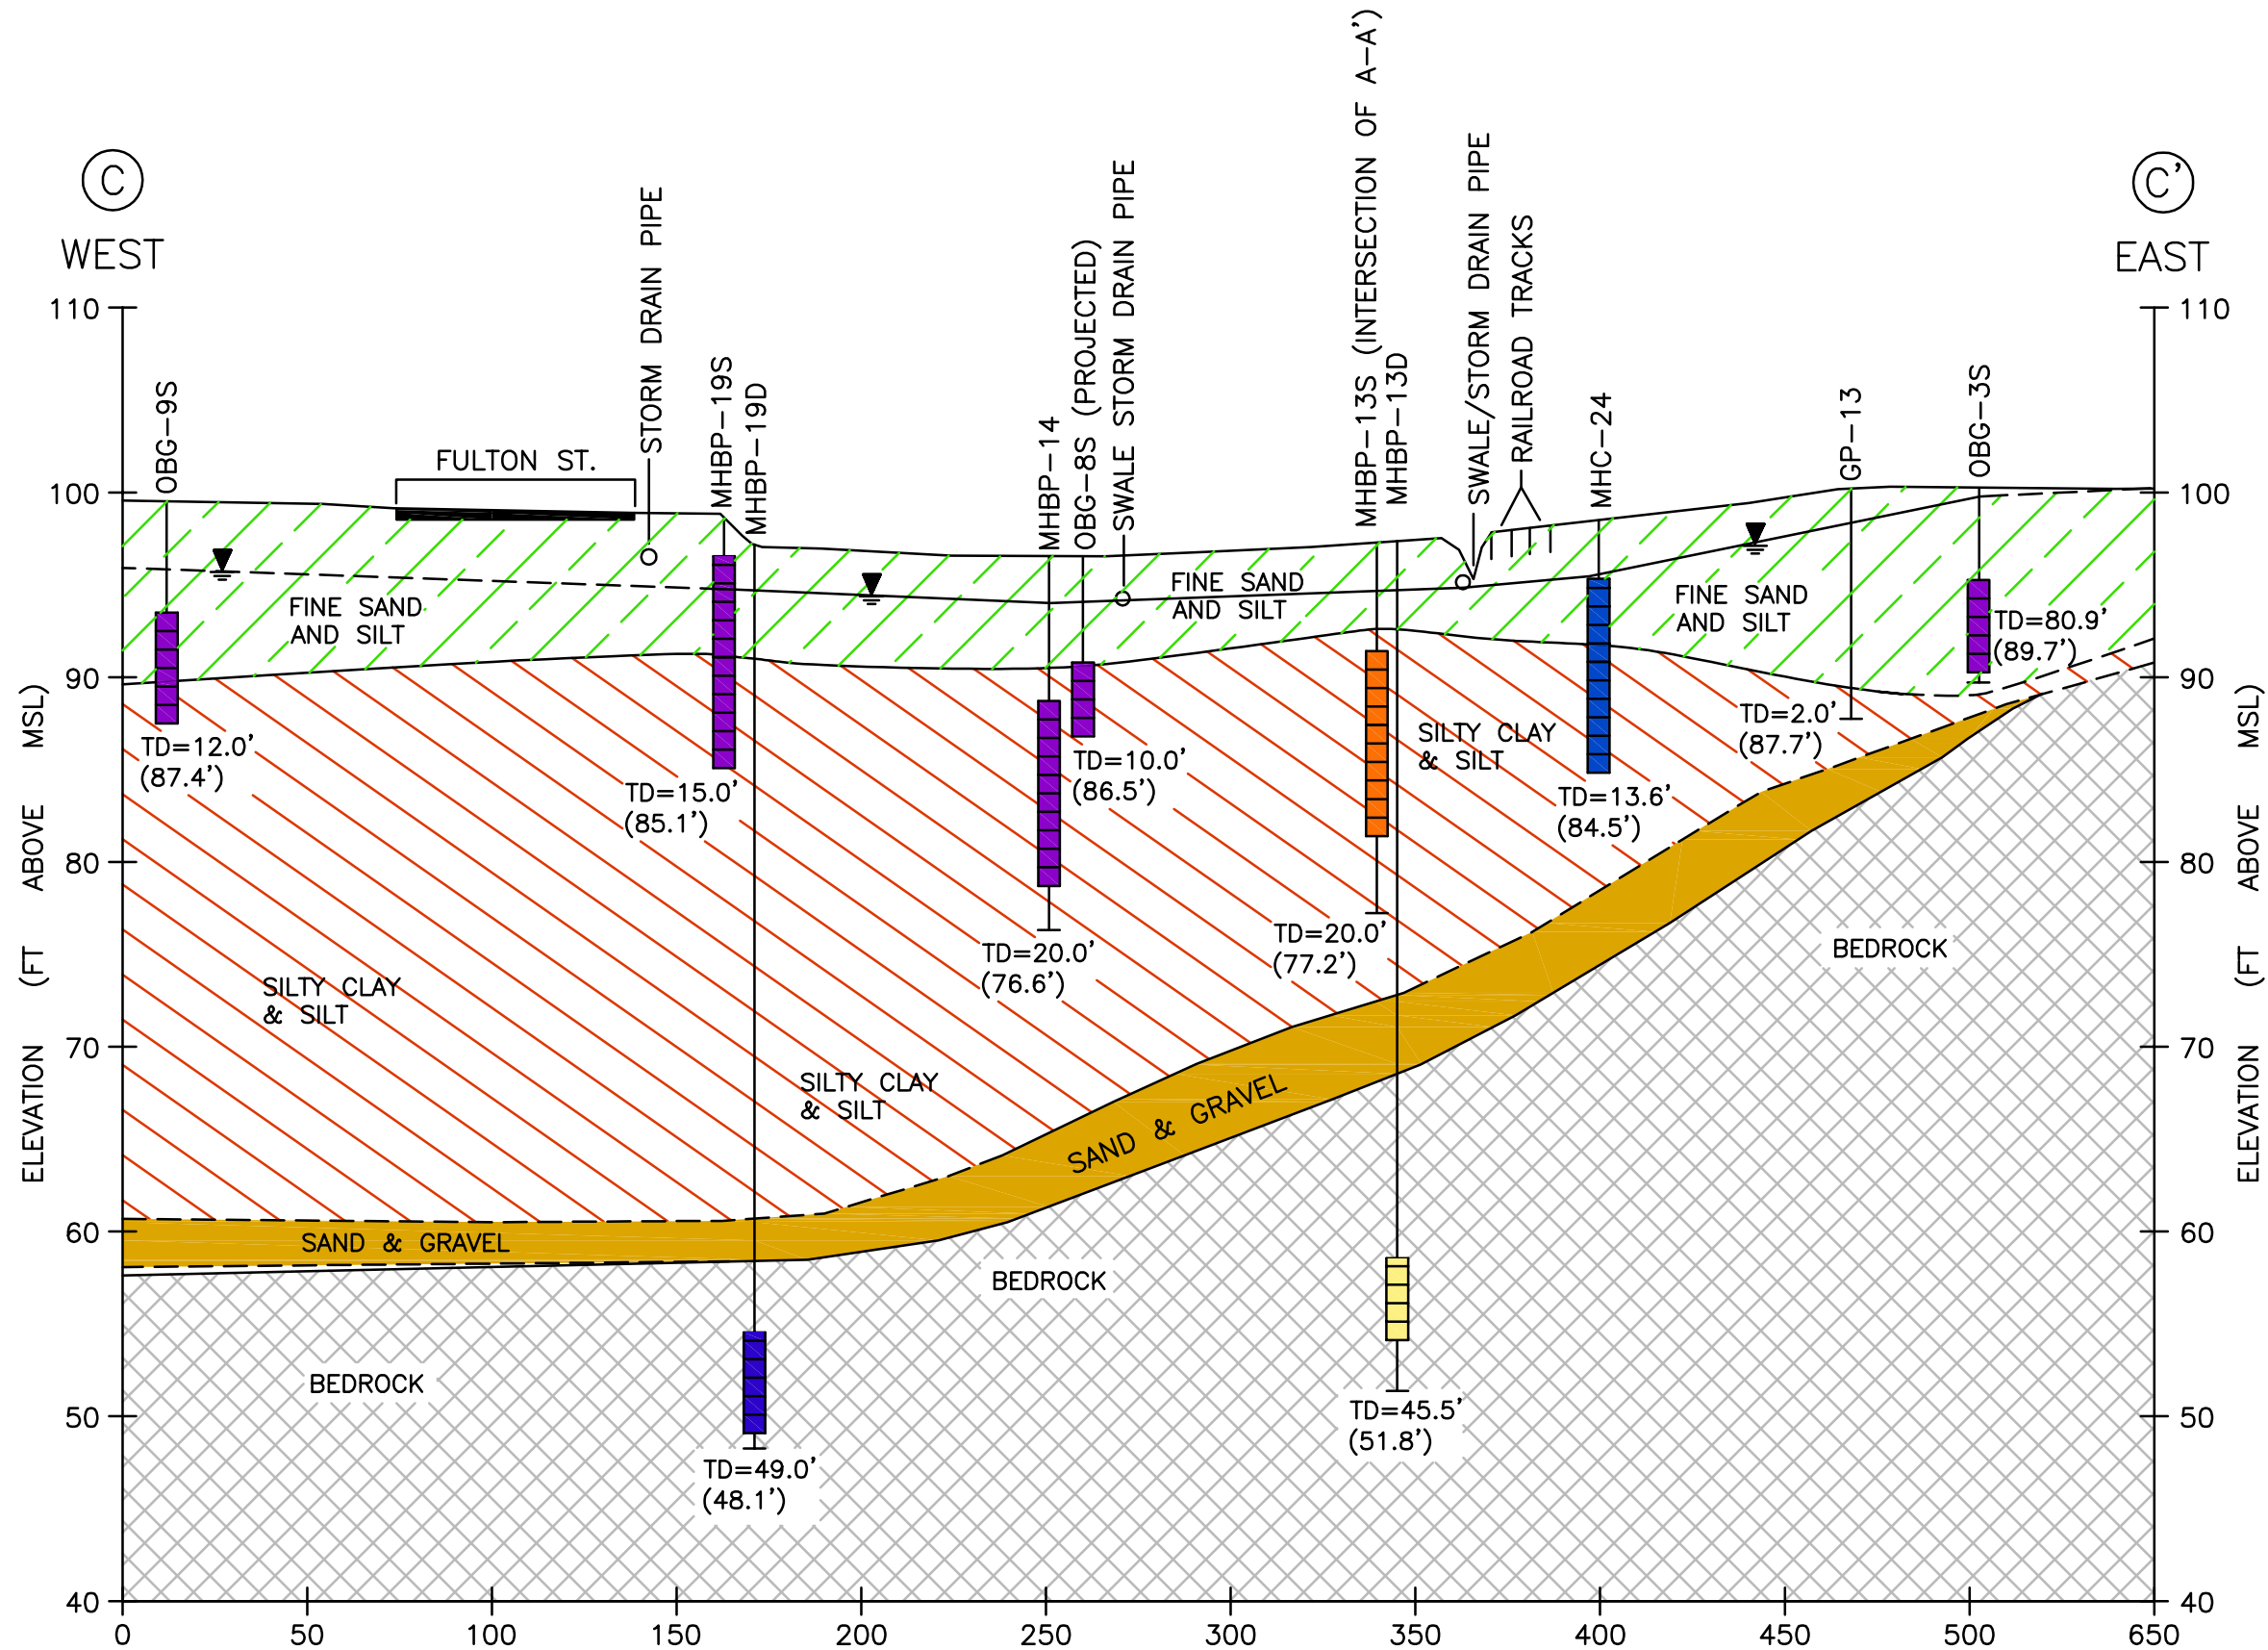 C
WEST
C'
EAST
OBG-9S
FULTON ST.
STORM DRAIN PIPE
MHBP-19S
MHBP-19D
MHBP-14
OBG-8S (PROJECTED)
SWALE STORM DRAIN PIPE
MHBP-13S (INTERSECTION OF A-A')
MHBP-13D
SWALE/STORM DRAIN PIPE
RAILROAD TRACKS
MHC-24
GP-13
OBG-3S
110
100
90
80
70
60
50
40
ELEVATION (FT ABOVE MSL)
FINE SAND
AND SILT
FINE SAND
AND SILT
FINE SAND
AND SILT
TD=80.9'
(89.7')
TD=12.0'
(87.4')
TD=15.0'
(85.1')
TD=10.0'
(86.5')
SILTY CLAY
& SILT
TD=2.0'
(87.7')
TD=13.6'
(84.5')
TD=20.0'
(76.6')
TD=20.0'
(77.2')
BEDROCK
SILTY CLAY
& SILT
SILTY CLAY
& SILT
SAND & GRAVEL
SAND & GRAVEL
BEDROCK
BEDROCK
TD=49.0'
(48.1')
TD=45.5'
(51.8')
110
100
90
80
70
60
50
40
ELEVATION (FT ABOVE MSL)
0 50 100 150 200 250 300 350 400 450 500 650